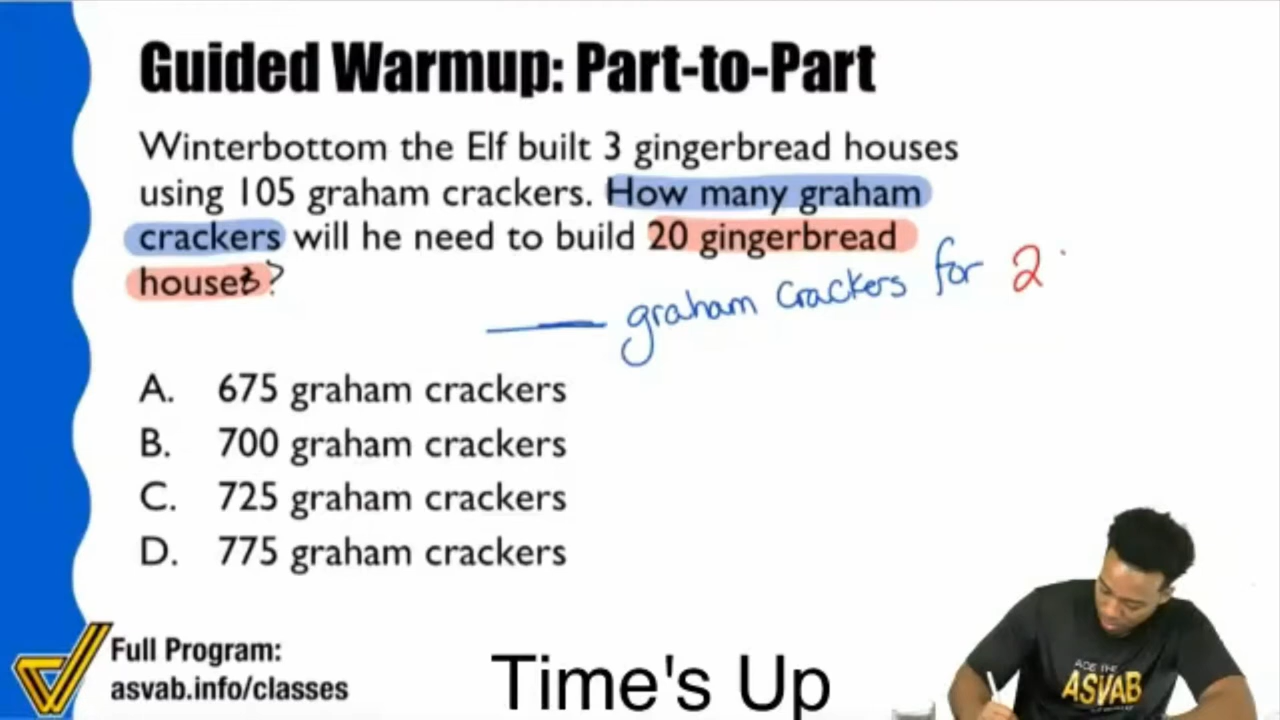 Guided Warmup: Part-to-Part
Winterbottom the Elf built 3 gingerbread houses
using 105 graham crackers. How many graham
crackers will he need to build 20 gingerbread
houses?
____ graham crackers for 2
A. 675 graham crackers
B. 700 graham crackers
C. 725 graham crackers
D. 775 graham crackers
Full Program:
asvab.info/classes
Time's Up
ACE THE
ASVAB